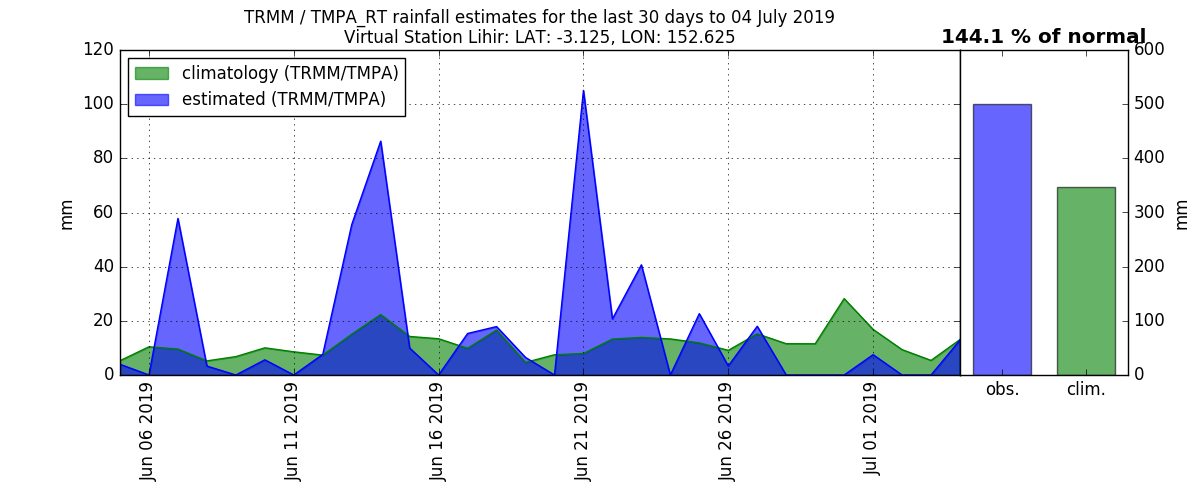 TRMM / TMPA_RT rainfall estimates for the last 30 days to 04 July 2019
Virtual Station Lihir: LAT: -3.125, LON: 152.625
144.1 % of normal
climatology (TRMM/TMPA)
estimated (TRMM/TMPA)
120
100
80
60
40
20
0
mm
600
500
400
300
200
100
0
mm
Jun 06 2019
Jun 11 2019
Jun 16 2019
Jun 21 2019
Jun 26 2019
Jul 01 2019
obs.
clim.